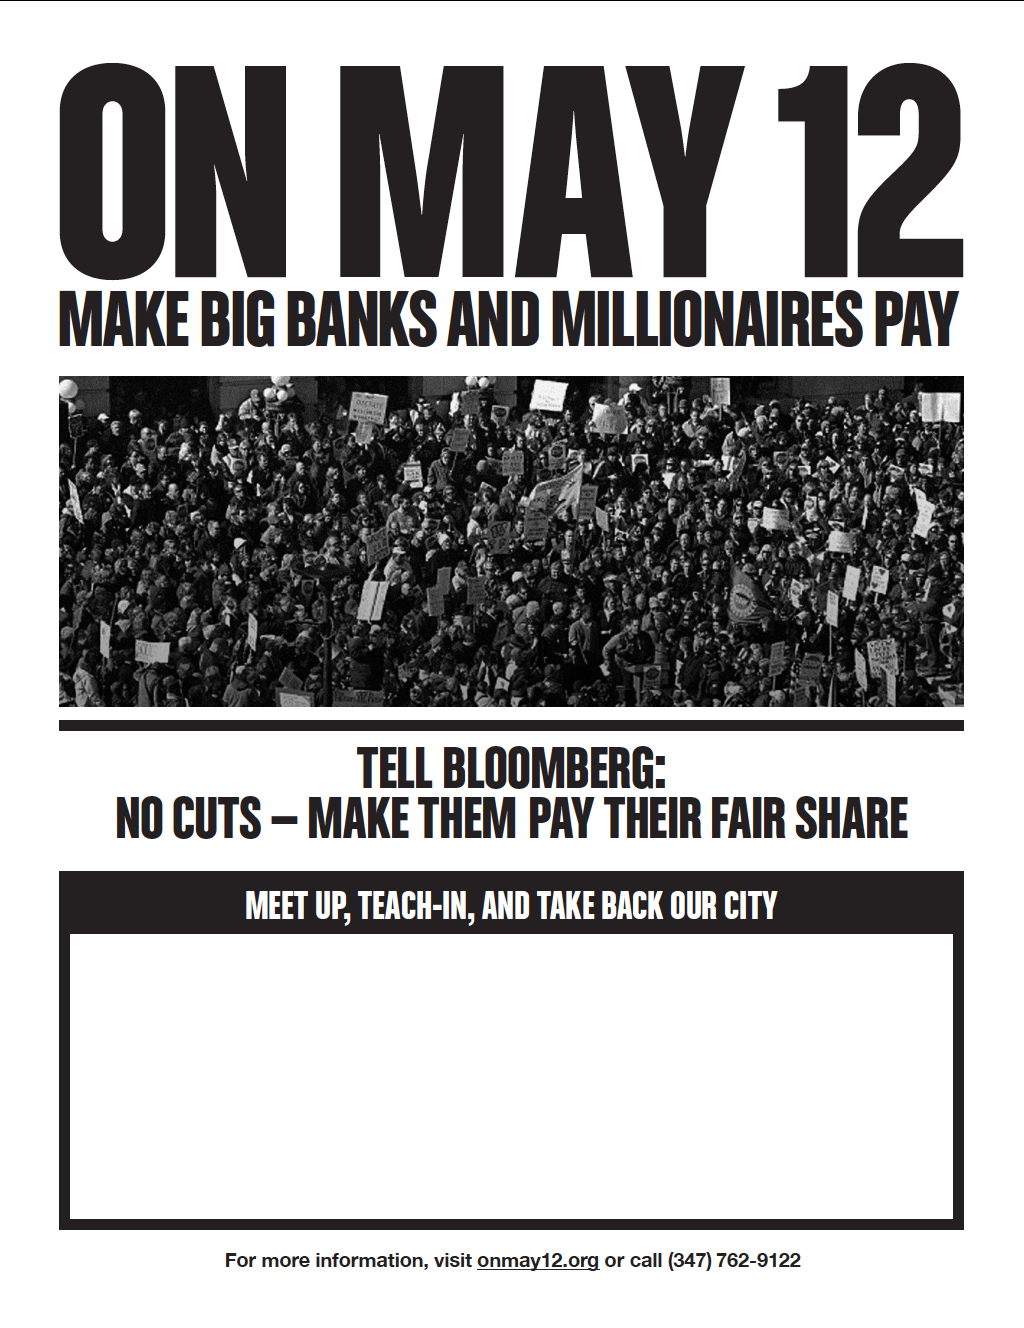 ON MAY 12
MAKE BIG BANKS AND MILLIONAIRES PAY
TELL BLOOMBERG:
NO CUTS – MAKE THEM PAY THEIR FAIR SHARE
MEET UP, TEACH-IN, AND TAKE BACK OUR CITY
For more information, visit onmay12.org or call (347) 762-9122